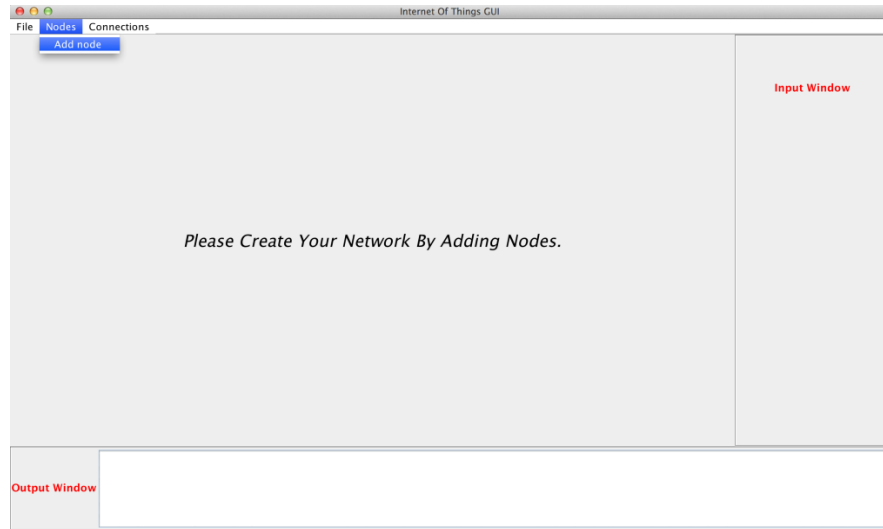 Internet Of Things GUI
File Nodes Connections
Add node
Input Window
Please Create Your Network By Adding Nodes.
Output Window